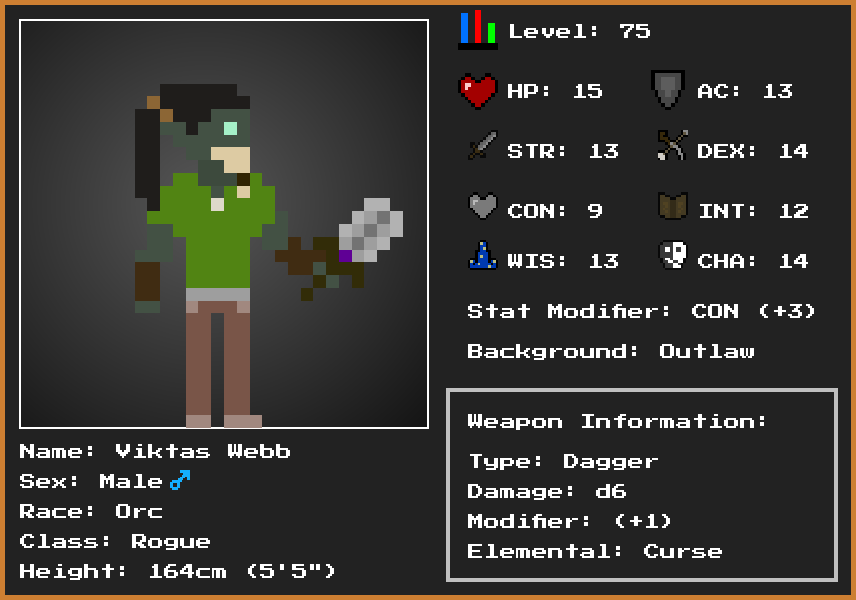 Level: 75
HP: 15 AC: 13
STR: 13 DEX: 14
CON: 9 INT: 12
WIS: 13 CHA: 14
Stat Modifier: CON (+3)
Background: Outlaw
Weapon Information:
Type: Dagger
Damage: d6
Modifier: (+1)
Elemental: Curse
Name: Viktas Webb
Sex: Male♂
Race: Orc
Class: Rogue
Height: 164cm (5'5")